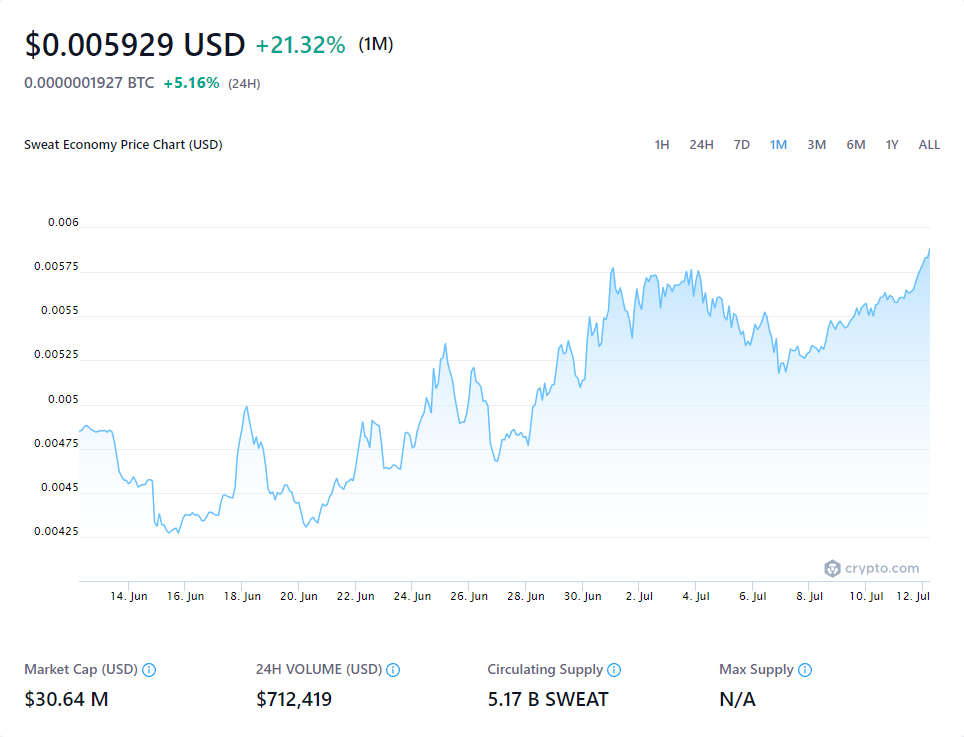 $0.005929 USD +21.32% (1M)
0.0000001927 BTC +5.16% (24H)
Sweat Economy Price Chart (USD) 1H 24H 7D 1M 3M 6M 1Y ALL
0.006
0.00575
0.0055
0.00525
0.005
0.00475
0.0045
0.00425
crypto.com
14. Jun 16. Jun 18. Jun 20. Jun 22. Jun 24. Jun 26. Jun 28. Jun 30. Jun 2. Jul 4. Jul 6. Jul 8. Jul 10. Jul 12. Jul
Market Cap (USD) 24H VOLUME (USD) Circulating Supply Max Supply
$30.64 M $712,419 5.17 B SWEAT N/A